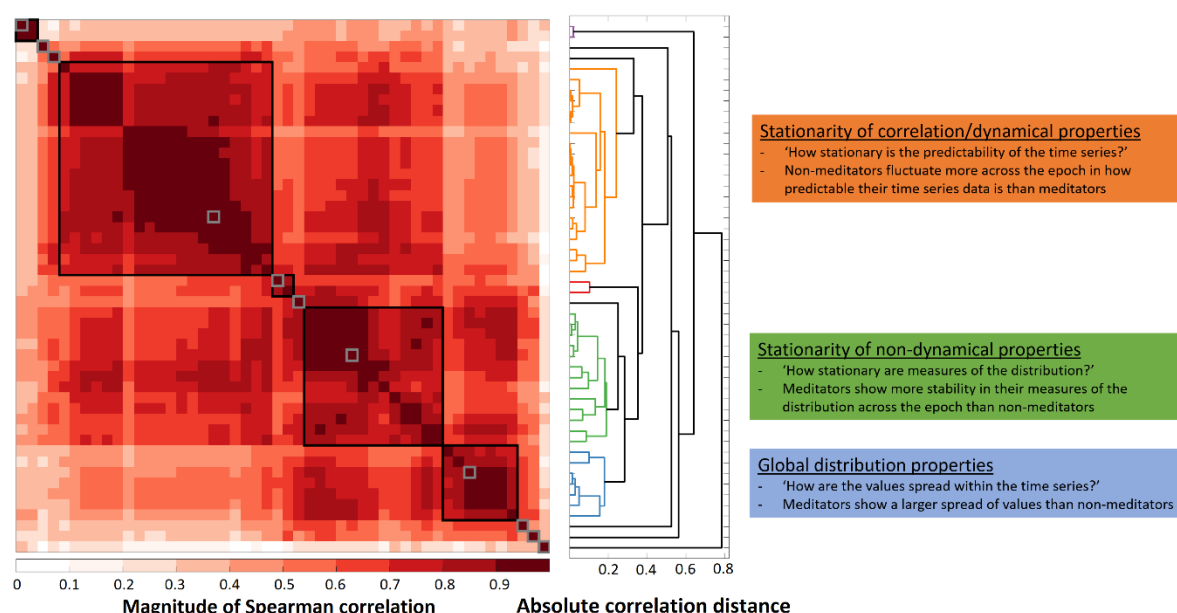 Stationarity of correlation/dynamical properties
- 'How stationary is the predictability of the time series?'
- Non-meditators fluctuate more across the epoch in how
predictable their time series data is than meditators
Stationarity of non-dynamical properties
- 'How stationary are measures of the distribution?'
- Meditators show more stability in their measures of the
distribution across the epoch than non-meditators
Global distribution properties
- 'How are the values spread within the time series?'
- Meditators show a larger spread of values than non-meditators
0 0.1 0.2 0.3 0.4 0.5 0.6 0.7 0.8 0.9
Magnitude of Spearman correlation
0.2 0.4 0.6 0.8
Absolute correlation distance